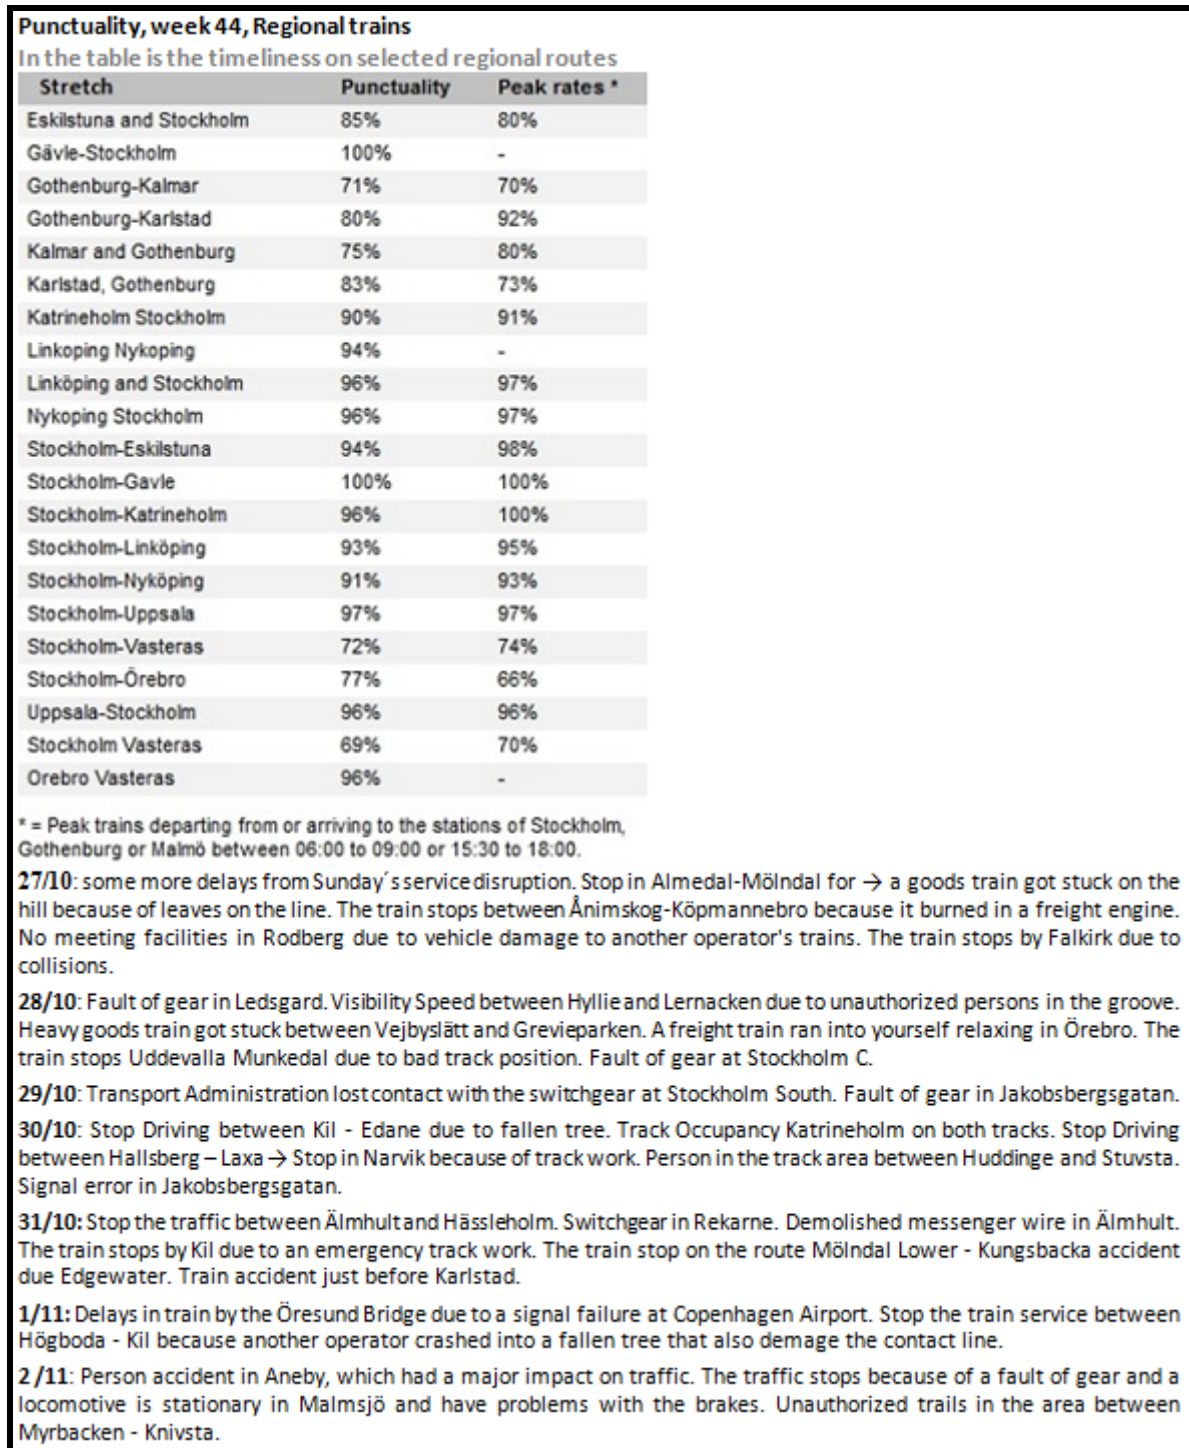 Punctuality, week 44, Regional trains
In the table is the timeliness on selected regional routes
Stretch Punctuality Peak rates *
Eskilstuna and Stockholm 85% 80%
Gävle-Stockholm 100% -
Gothenburg-Kalmar 71% 70%
Gothenburg-Karlstad 80% 92%
Kalmar and Gothenburg 75% 80%
Karlstad, Gothenburg 83% 73%
Katrineholm Stockholm 90% 91%
Linkoping Nykoping 94% -
Linköping and Stockholm 96% 97%
Nykoping Stockholm 96% 97%
Stockholm-Eskilstuna 94% 98%
Stockholm-Gavle 100% 100%
Stockholm-Katrineholm 96% 100%
Stockholm-Linköping 93% 95%
Stockholm-Nyköping 91% 93%
Stockholm-Uppsala 97% 97%
Stockholm-Vasteras 72% 74%
Stockholm-Örebro 77% 66%
Uppsala-Stockholm 96% 96%
Stockholm Vasteras 69% 70%
Orebro Vasteras 96% -
* = Peak trains departing from or arriving to the stations of Stockholm,
Gothenburg or Malmö between 06:00 to 09:00 or 15:30 to 18:00.
27/10: some more delays from Sunday´s service disruption. Stop in Almedal-Mölndal for → a goods train got stuck on the
hill because of leaves on the line. The train stops between Ånimskog-Köpmannebro because it burned in a freight engine.
No meeting facilities in Rodberg due to vehicle damage to another operator's trains. The train stops by Falkirk due to
collisions.
28/10: Fault of gear in Ledsgard. Visibility Speed between Hyllie and Lernacken due to unauthorized persons in the groove.
Heavy goods train got stuck between Vejbyslätt and Grevieparken. A freight train ran into yourself relaxing in Örebro. The
train stops Uddevalla Munkedal due to bad track position. Fault of gear at Stockholm C.
29/10: Transport Administration lost contact with the switchgear at Stockholm South. Fault of gear in Jakobsbergsgatan.
30/10: Stop Driving between Kil - Edane due to fallen tree. Track Occupancy Katrineholm on both tracks. Stop Driving
between Hallsberg – Laxa → Stop in Narvik because of track work. Person in the track area between Huddinge and Stuvsta.
Signal error in Jakobsbergsgatan.
31/10: Stop the traffic between Älmhult and Hässleholm. Switchgear in Rekarne. Demolished messenger wire in Älmhult.
The train stops by Kil due to an emergency track work. The train stop on the route Mölndal Lower - Kungsbacka accident
due Edgewater. Train accident just before Karlstad.
1/11: Delays in train by the Öresund Bridge due to a signal failure at Copenhagen Airport. Stop the train service between
Högboda - Kil because another operator crashed into a fallen tree that also demage the contact line.
2 /11: Person accident in Aneby, which had a major impact on traffic. The traffic stops because of a fault of gear and a
locomotive is stationary in Malmsjö and have problems with the brakes. Unauthorized trails in the area between
Myrbacken - Knivsta.